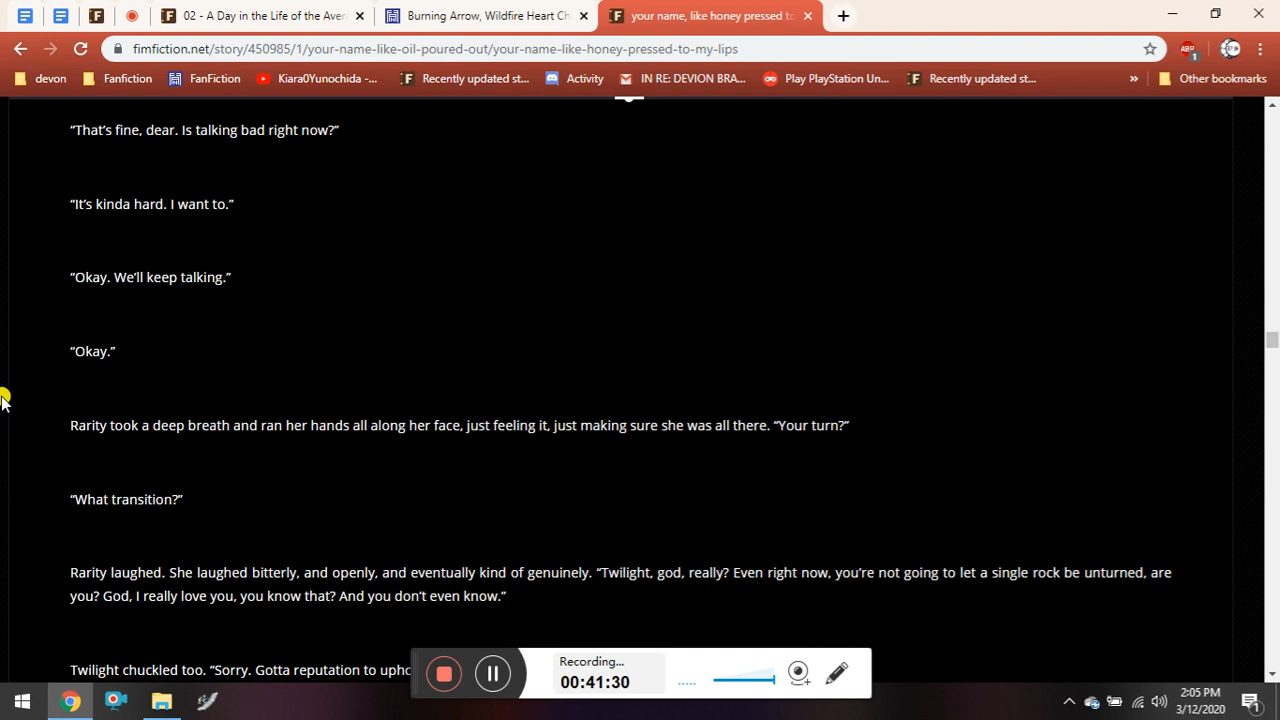 02 - A Day in the Life of the Aver
Burning Arrow, Wildfire Heart Ch
your name, like honey pressed to
fimfiction.net/story/450985/1/your-name-like-oil-poured-out/your-name-like-honey-pressed-to-my-lips
ABP
1
devon
Fanfiction
FanFiction
Kiara0Yunochida -...
Recently updated st...
Activity
IN RE: DEVION BRA...
Play PlayStation Un...
Recently updated st...
»
Other bookmarks
“That’s fine, dear. Is talking bad right now?”
“It’s kinda hard. I want to.”
“Okay. We’ll keep talking.”
“Okay.”
Rarity took a deep breath and ran her hands all along her face, just feeling it, just making sure she was all there. “Your turn?”
“What transition?”
Rarity laughed. She laughed bitterly, and openly, and eventually kind of genuinely. “Twilight, god, really? Even right now, you’re not going to let a single rock be unturned, are
you? God, I really love you, you know that? And you don’t even know.”
Twilight chuckled too. “Sorry. Gotta reputation to upho
Recording...
00:41:30
2:05 PM
3/12/2020
1